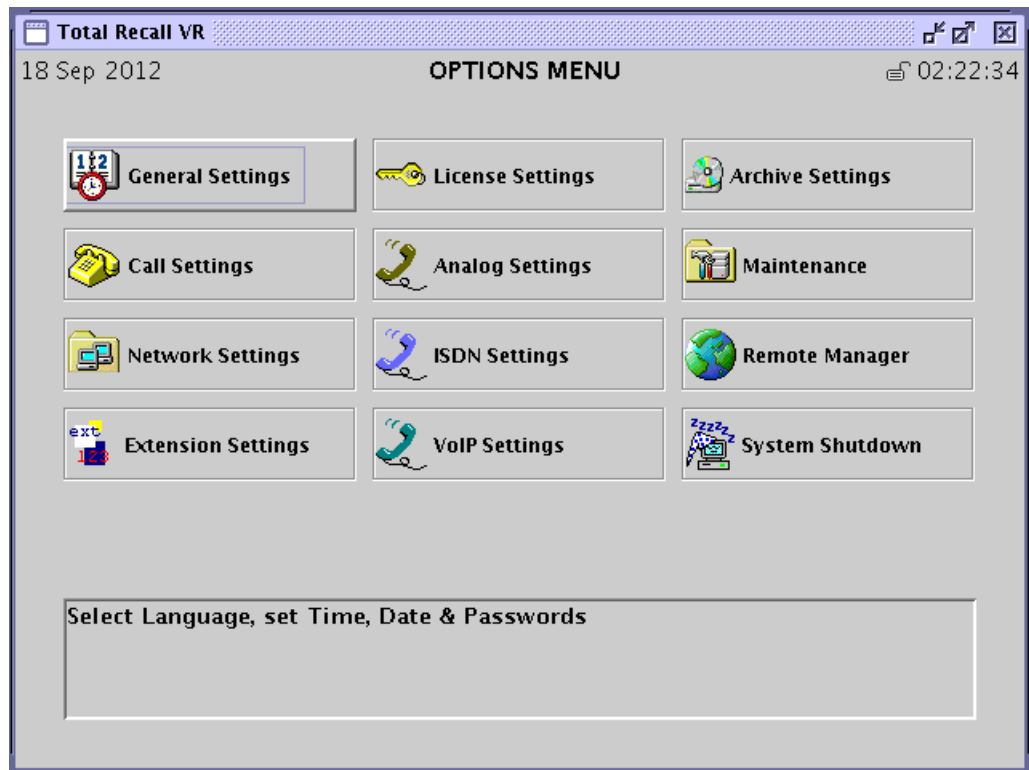 Total Recall VR
18 Sep 2012 OPTIONS MENU 02:22:34
12 General Settings License Settings Archive Settings
Call Settings Analog Settings Maintenance
Network Settings ISDN Settings Remote Manager
ext 123 Extension Settings VoIP Settings zzzzz System Shutdown
Select Language, set Time, Date & Passwords